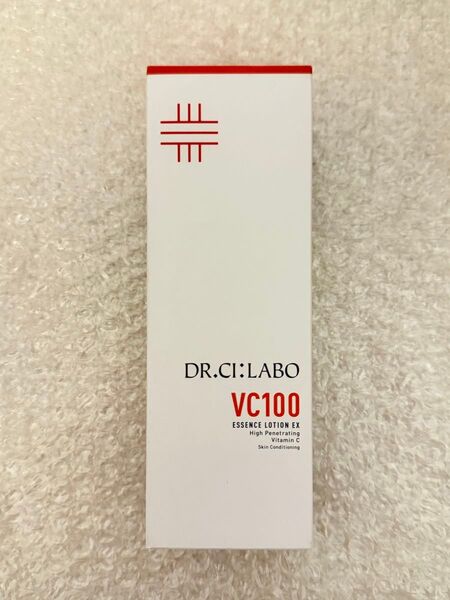 DR.CI:LABO
VC100
ESSENCE LOTION EX
High Penetrating
Vitamin C
Skin Conditioning